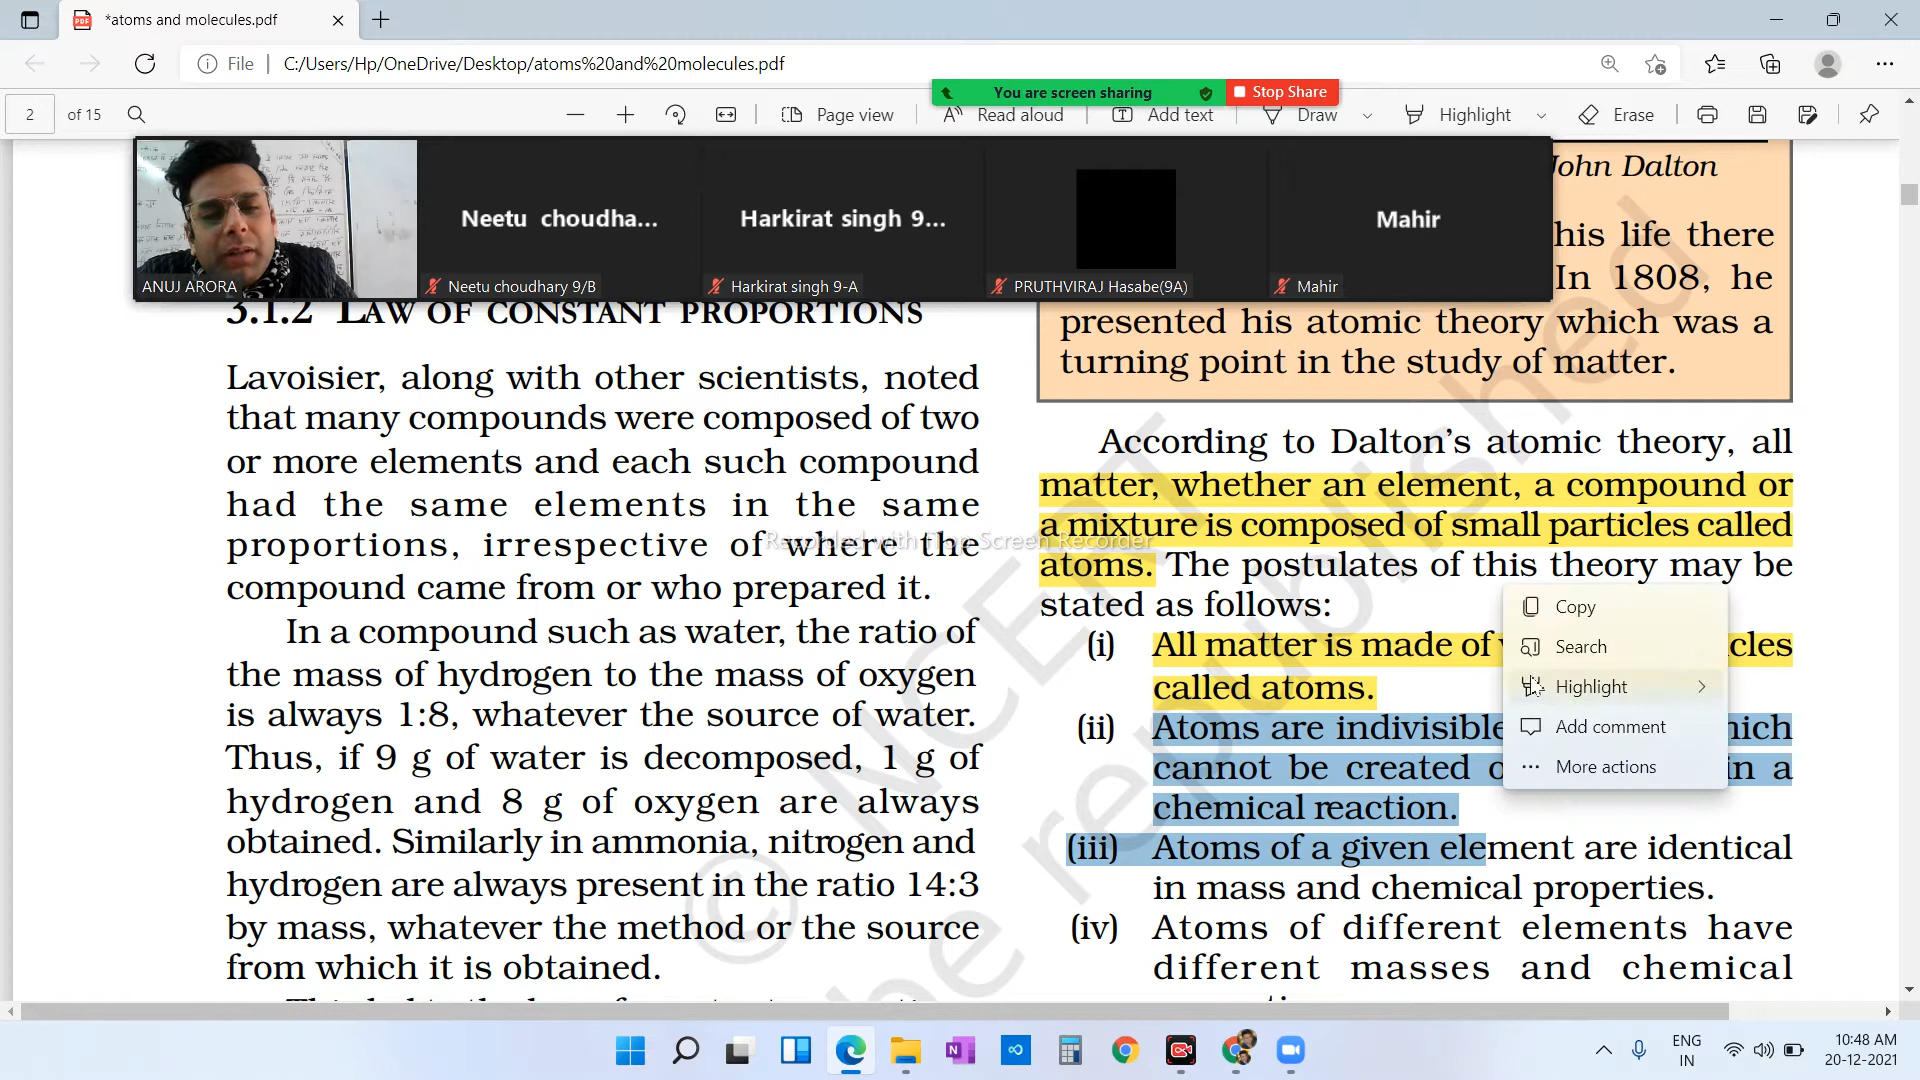 *atoms and molecules.pdf
File
C:/Users/Hp/OneDrive/Desktop/atoms%20and%20molecules.pdf
You are screen sharing
Stop Share
2
of 15
Page view
Read aloud
Add text
Draw
Highlight
Erase
ANUJ ARORA
Neetu choudha...
Neetu choudhary 9/B
Harkirat singh 9...
Harkirat singh 9-A
PRUTHVIRAJ Hasabe(9A)
Mahir
Mahir
3.1.2 LAW OF CONSTANT PROPORTIONS
Lavoisier, along with other scientists, noted
that many compounds were composed of two
or more elements and each such compound
had the same elements in the same
proportions, irrespective of where the
compound came from or who prepared it.
In a compound such as water, the ratio of
the mass of hydrogen to the mass of oxygen
is always 1:8, whatever the source of water.
Thus, if 9 g of water is decomposed, 1 g of
hydrogen and 8 g of oxygen are always
obtained. Similarly in ammonia, nitrogen and
hydrogen are always present in the ratio 14:3
by mass, whatever the method or the source
from which it is obtained.
John Dalton
his life there
In 1808, he
presented his atomic theory which was a
turning point in the study of matter.
According to Dalton's atomic theory, all
matter, whether an element, a compound or
a mixture is composed of small particles called
atoms. The postulates of this theory may be
stated as follows:
(i) All matter is made of cles
called atoms.
(ii) Atoms are indivisible hich
cannot be created in a
chemical reaction.
(iii) Atoms of a given element are identical
in mass and chemical properties.
(iv) Atoms of different elements have
different masses and chemical
Copy
Search
Highlight
Add comment
More actions
© NCERT
be republished
Recorded with Flap Screen Recorder
ENG
IN
10:48 AM
20-12-2021